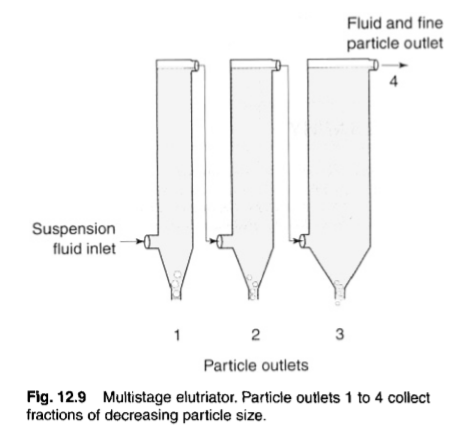 Fluid and fine
particle outlet
4
Suspension
fluid inlet
1 2 3
Particle outlets
Fig. 12.9 Multistage elutriator. Particle outlets 1 to 4 collect
fractions of decreasing particle size.